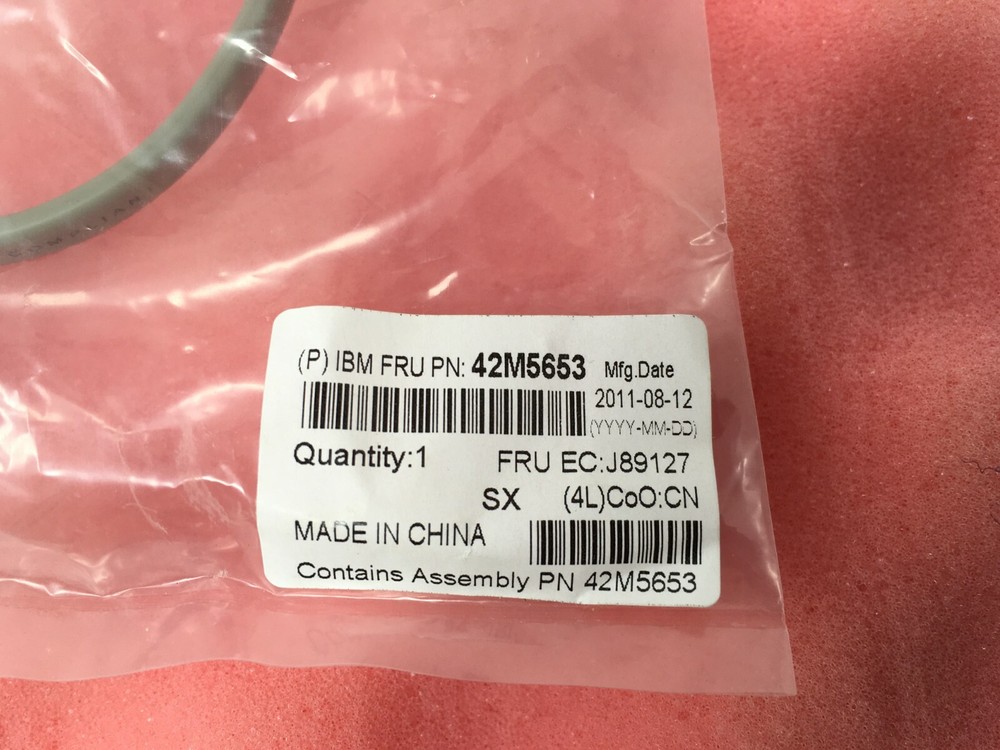 COMPLIAN
(P) IBM FRU PN: 42M5653 Mfg.Date
2011-08-12
(YYYY-MM-DD)
Quantity:1 FRU EC:J89127
SX (4L)CoO:CN
MADE IN CHINA
Contains Assembly PN 42M5653